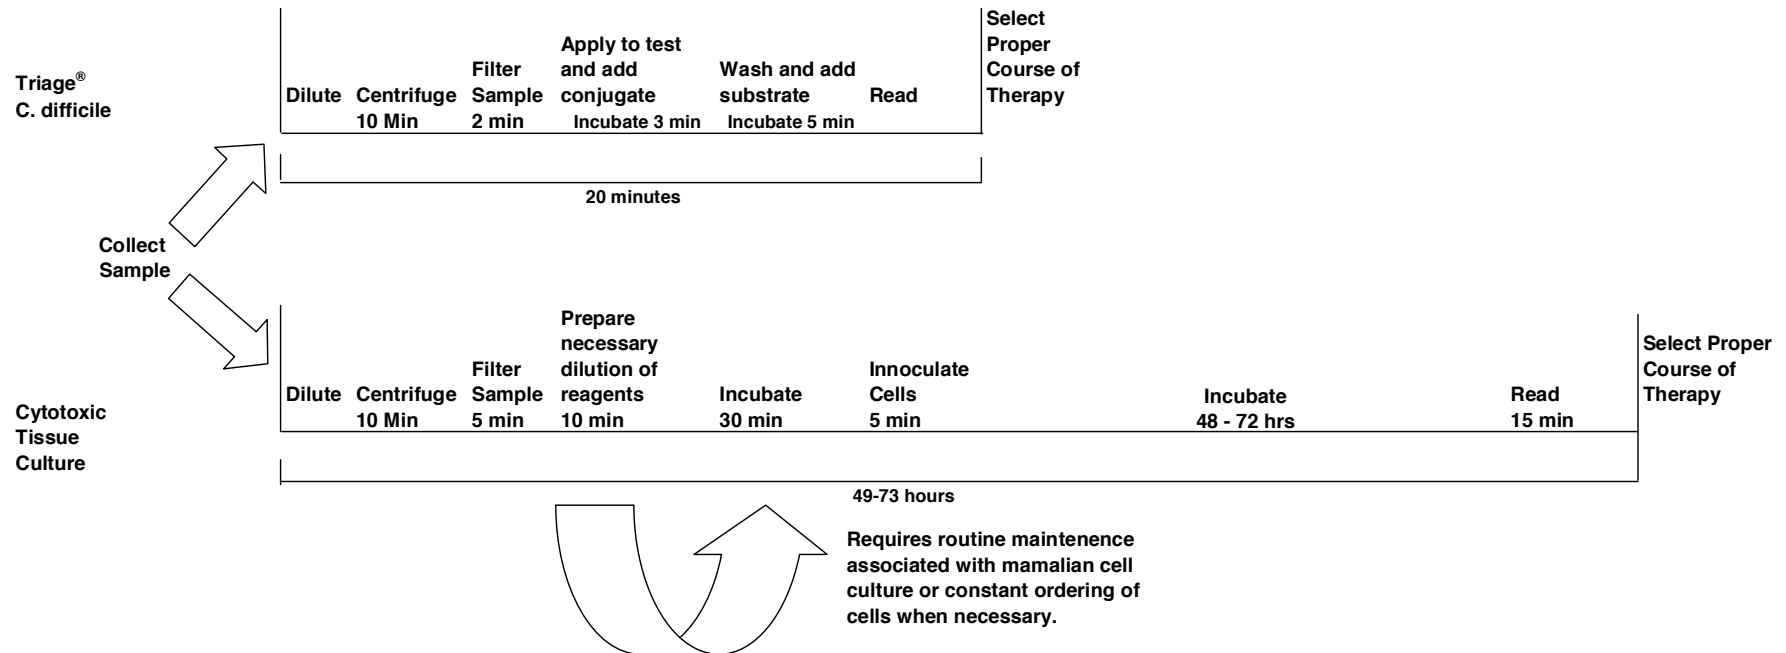 Triage®
C. difficile
Dilute
Centrifuge
10 Min
Filter
Sample
2 min
Apply to test
and add
conjugate
Incubate 3 min
Wash and add
substrate
Incubate 5 min
Read
Select
Proper
Course of
Therapy
20 minutes
Collect
Sample
Cytotoxic
Tissue
Culture
Dilute
Centrifuge
10 Min
Filter
Sample
5 min
Prepare
necessary
dilution of
reagents
10 min
Incubate
30 min
Innoculate
Cells
5 min
Incubate
48 - 72 hrs
Read
15 min
Select Proper
Course of
Therapy
49-73 hours
Requires routine maintenence
associated with mamalian cell
culture or constant ordering of
cells when necessary.